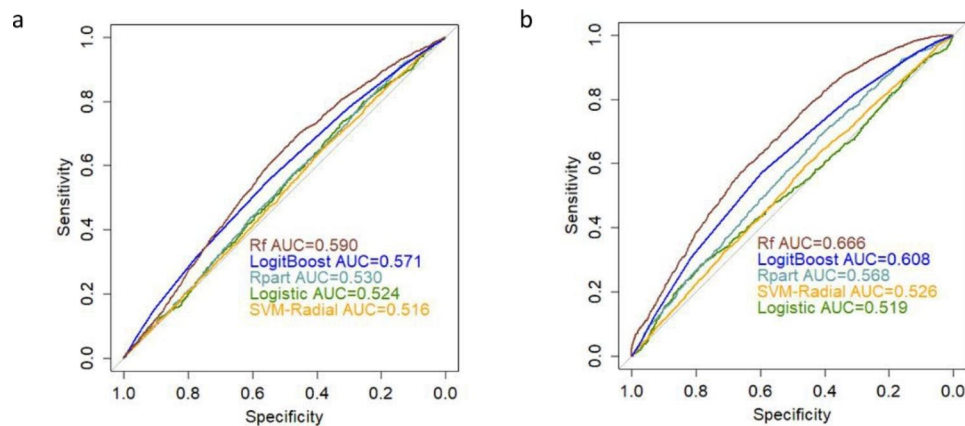 a
1.0
0.8
0.6
0.4
0.2
0.0
Sensitivity
Rf AUC=0.590
LogitBoost AUC=0.571
Rpart AUC=0.530
Logistic AUC=0.524
SVM-Radial AUC=0.516
1.0 0.8 0.6 0.4 0.2 0.0
Specificity
b
1.0
0.8
0.6
0.4
0.2
0.0
Sensitivity
Rf AUC=0.666
LogitBoost AUC=0.608
Rpart AUC=0.568
SVM-Radial AUC=0.526
Logistic AUC=0.519
1.0 0.8 0.6 0.4 0.2 0.0
Specificity